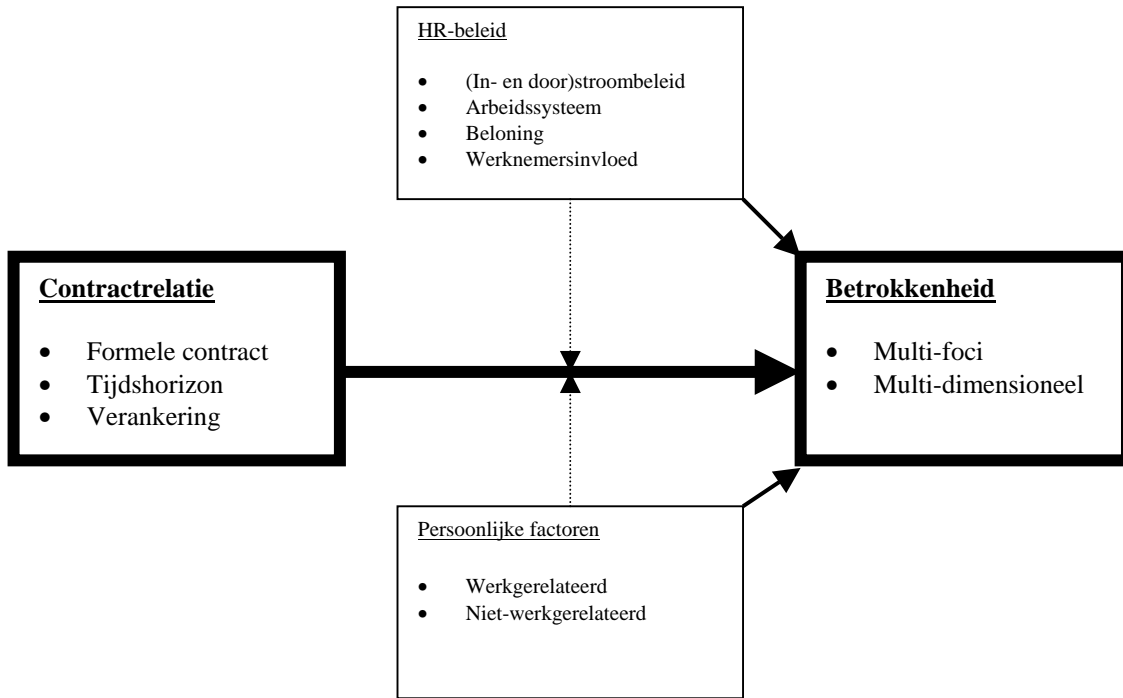 HR-beleid
• (In- en door)stroombeleid
• Arbeidssysteem
• Beloning
• Werknemersinvloed
Contractrelatie
• Formele contract
• Tijdshorizon
• Verankering
Betrokkenheid
• Multi-foci
• Multi-dimensioneel
Persoonlijke factoren
• Werkgerelateerd
• Niet-werkgerelateerd